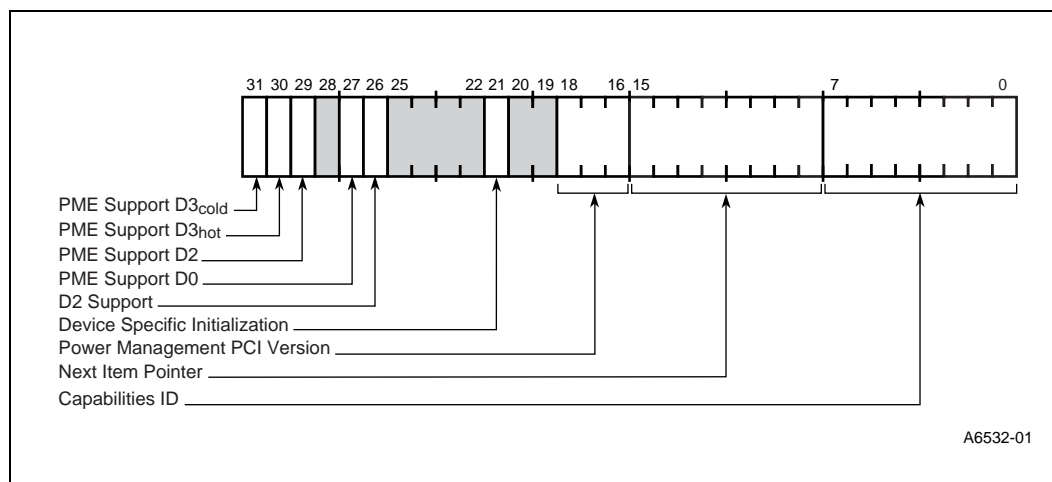 31 30 29 28 27 26 25 22 21 20 19 18 16 15 7 0
PME Support D3cold
PME Support D3hot
PME Support D2
PME Support D0
D2 Support
Device Specific Initialization
Power Management PCI Version
Next Item Pointer
Capabilities ID
A6532-01